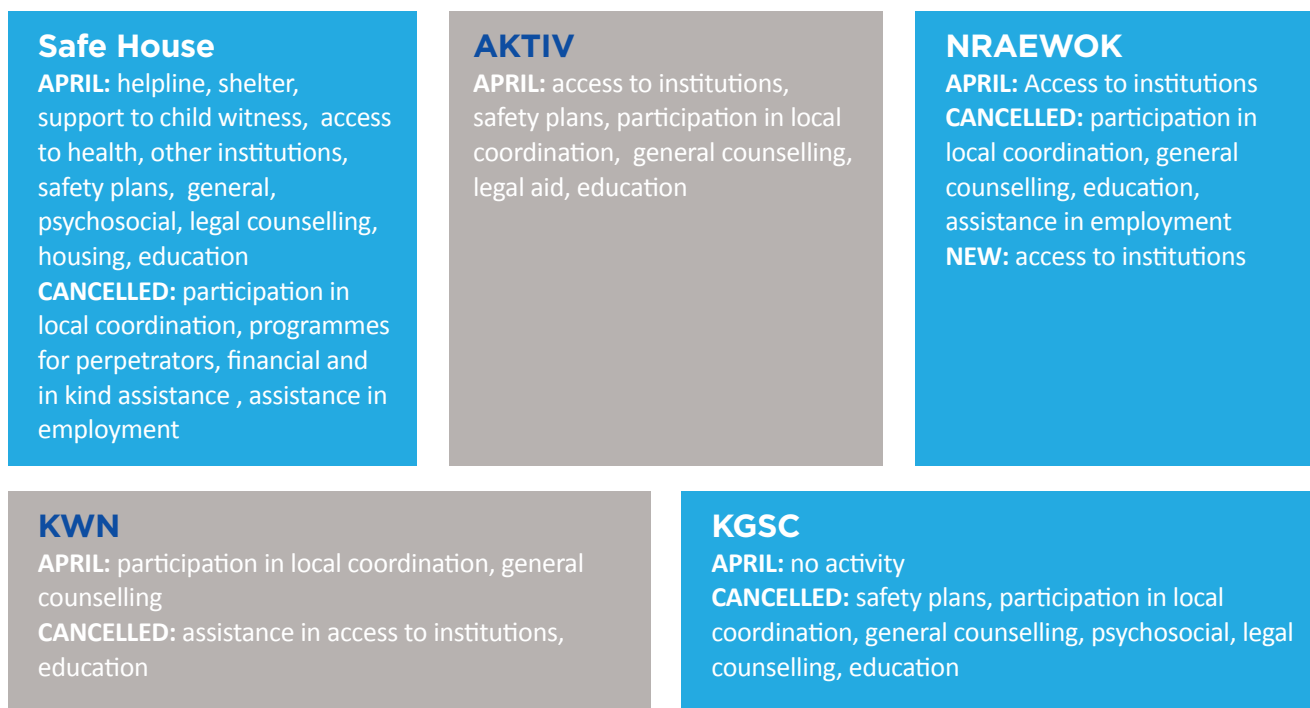 Safe House
APRIL: helpline, shelter,
support to child witness, access
to health, other institutions,
safety plans, general,
psychosocial, legal counselling,
housing, education
CANCELLED: participation in
local coordination, programmes
for perpetrators, financial and
in kind assistance , assistance in
employment
AKTIV
APRIL: access to institutions,
safety plans, participation in local
coordination, general counselling,
legal aid, education
NRAEWOK
APRIL: Access to institutions
CANCELLED: participation in
local coordination, general
counselling, education,
assistance in employment
NEW: access to institutions
KWN
APRIL: participation in local coordination, general
counselling
CANCELLED: assistance in access to institutions,
education
KGSC
APRIL: no activity
CANCELLED: safety plans, participation in local
coordination, general counselling, psychosocial, legal
counselling, education